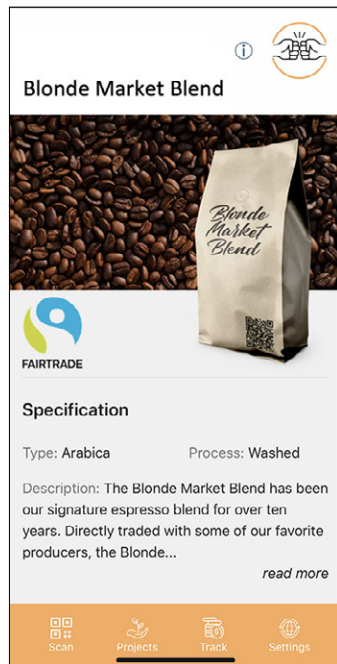 Blonde Market Blend
Blonde
Market
Blend
FAIRTRADE
Specification
Type: Arabica Process: Washed
Description: The Blonde Market Blend has been
our signature espresso blend for over ten
years. Directly traded with some of our favorite
producers, the Blonde...
read more
Scan Projects Track Settings